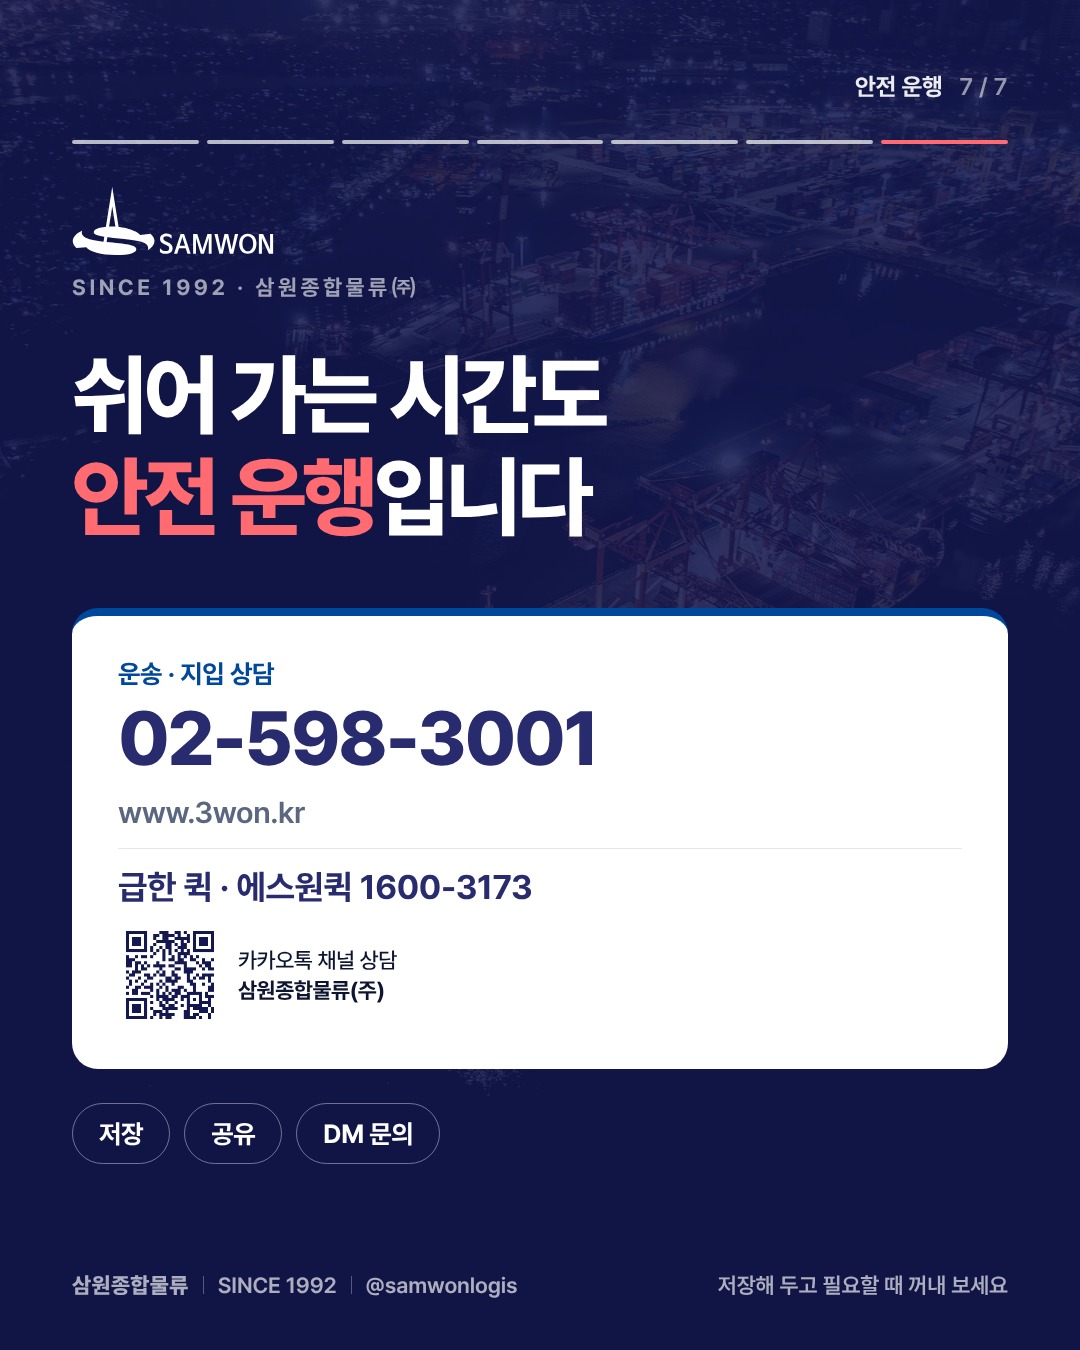 안전 운행 7 / 7
SAMWON
SINCE 1992 · 삼원종합물류㈜
쉬어 가는 시간도
안전 운행입니다
운송 · 지입 상담
02-598-3001
www.3won.kr
급한 퀵 · 에스원퀵 1600-3173
카카오톡 채널 상담
삼원종합물류(주)
저장
공유
DM 문의
삼원종합물류 | SINCE 1992 | @samwonlogis
저장해 두고 필요할 때 꺼내 보세요